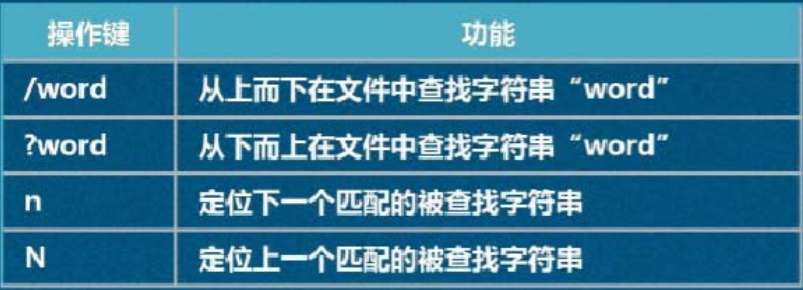 操作键 功能
/word 从上而下在文件中查找字符串“word”
?word 从下而上在文件中查找字符串“word”
n 定位下一个匹配的被查找字符串
N 定位上一个匹配的被查找字符串